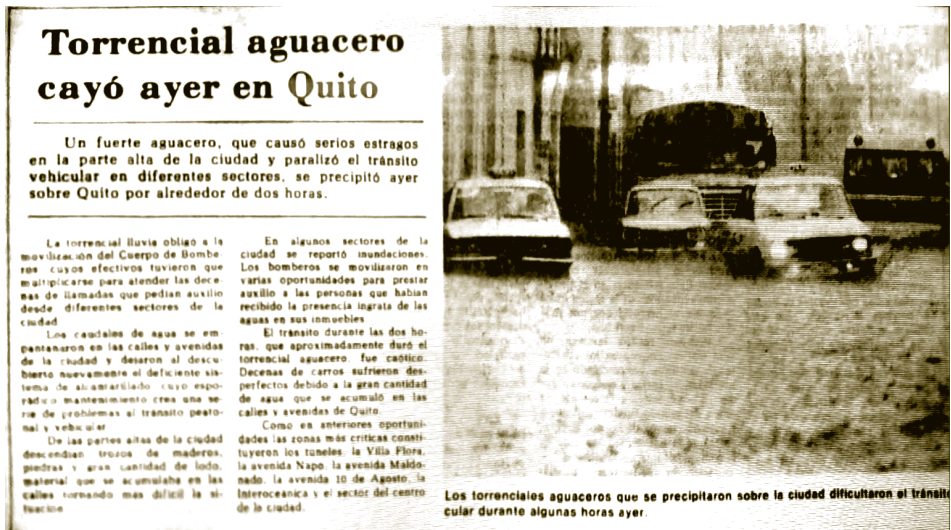 Torrencial aguacero
cayó ayer en Quito
Un fuerte aguacero, que causó serios estragos
en la parte alta de la ciudad y paralizó el tránsito
vehicular en diferentes sectores, se precipitó ayer
sobre Quito por alrededor de dos horas.
La torrencial lluvia obligó a la
movilización del Cuerpo de Bombe-
ros cuyos efectivos tuvieron que
multiplicarse para atender las dece-
nas de llamadas que pedían auxilio
desde diferentes sectores de la
ciudad
Los caudales de agua se em-
pantanaron en las calles y avenidas
de la ciudad y dejaron al descu-
bierto nuevamente el deficiente sis-
tema de alcantarillado cuyo espo-
rádico mantenimiento crea una se-
rie de problemas al tránsito peato-
nal y vehicular
De las partes altas de la ciudad
descendían trozos de maderos,
piedras y gran cantidad de lodo,
material que se acumulaba en las
calles tornando más difícil la si-
tuación
En algunos sectores de la
ciudad se reportó inundaciones.
Los bomberos se movilizaron en
varias oportunidades para prestar
auxilio a las personas que habían
recibido la presencia ingrata de las
aguas en sus inmuebles
El tránsito durante las dos ho-
ras, que aproximadamente duró el
torrencial aguacero, fue caótico.
Decenas de carros sufrieron des-
perfectos debido a la gran cantidad
de agua que se acumuló en las
calles y avenidas de Quito.
Como en anteriores oportuni-
dades las zonas más críticas consti-
tuyeron los túneles, la Villa Flora,
la avenida Napo, la avenida Maldo-
nado, la avenida 10 de Agosto, la
Interoceánica y el sector del centro
de la ciudad.
Los torrenciales aguaceros que se precipitaron sobre la ciudad dificultaron el tránsit
cular durante algunas horas ayer.